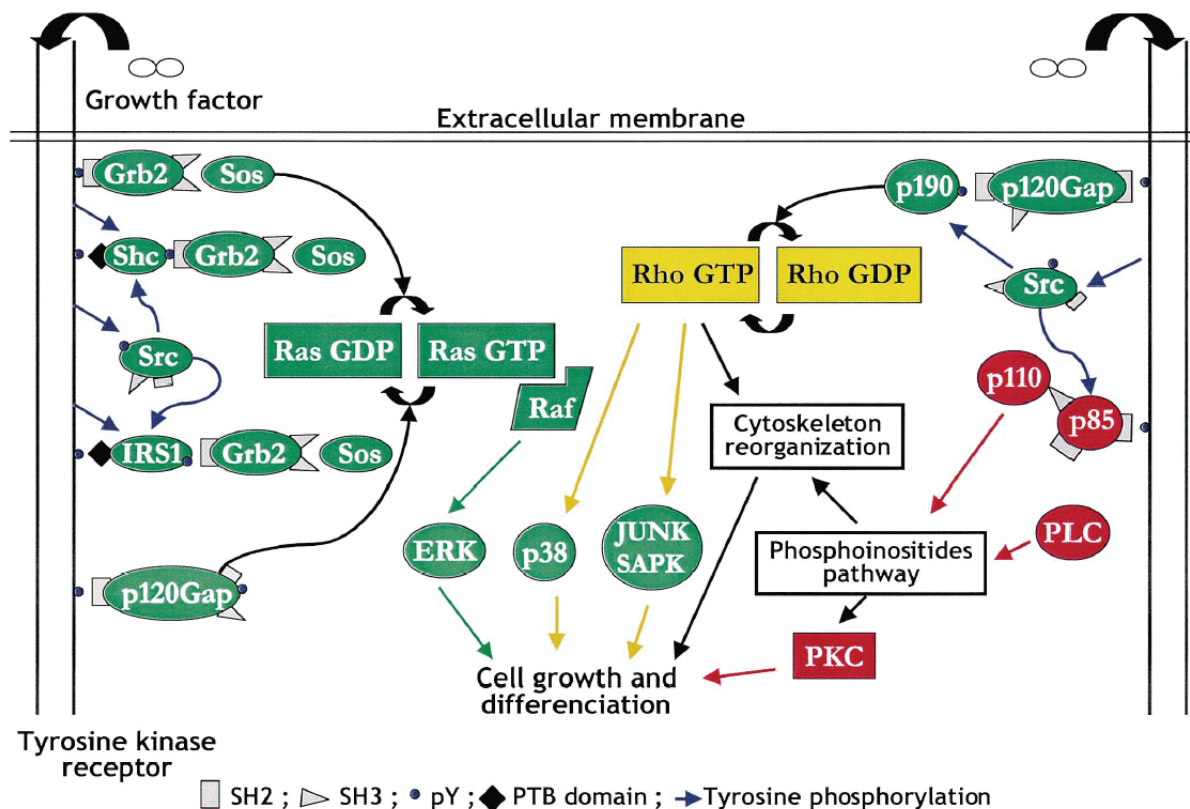 Growth factor
Extracellular membrane
Grb2
Sos
p190
p120Gap
Shc
Grb2
Sos
Rho GTP
Rho GDP
Src
Src
Ras GDP
Ras GTP
Raf
p110
p85
Cytoskeleton
reorganization
IRS1
Grb2
Sos
ERK
p38
JUNK
SAPK
PLC
Phosphoinositides
pathway
p120Gap
PKC
Cell growth and
differenciation
Tyrosine kinase
receptor
SH2 ; SH3 ; pY ; PTB domain ; Tyrosine phosphorylation